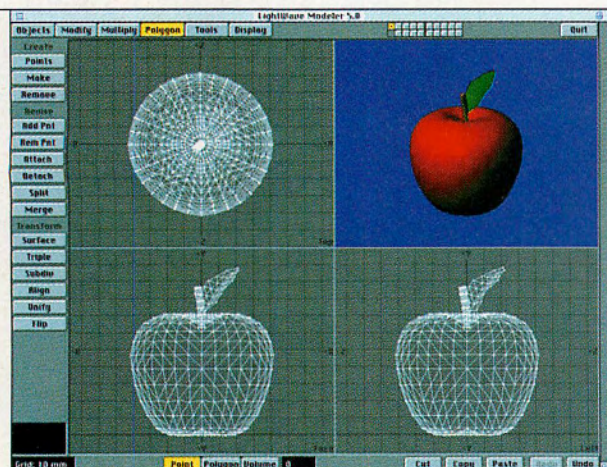 LightWave Modeler 5.0
Objects Modify Multiply Polygon Tools Display Quit
Create
Points
Make
Remove
Revise
Add Pnt
Rem Pnt
Attach
Detach
Split
Merge
Transform
Surface
Triple
Subdiv
Align
Unify
Flip
Top
Face
Left
Grid: 10 mm Point Polygon Volume 0 Cut Copy Paste Undo